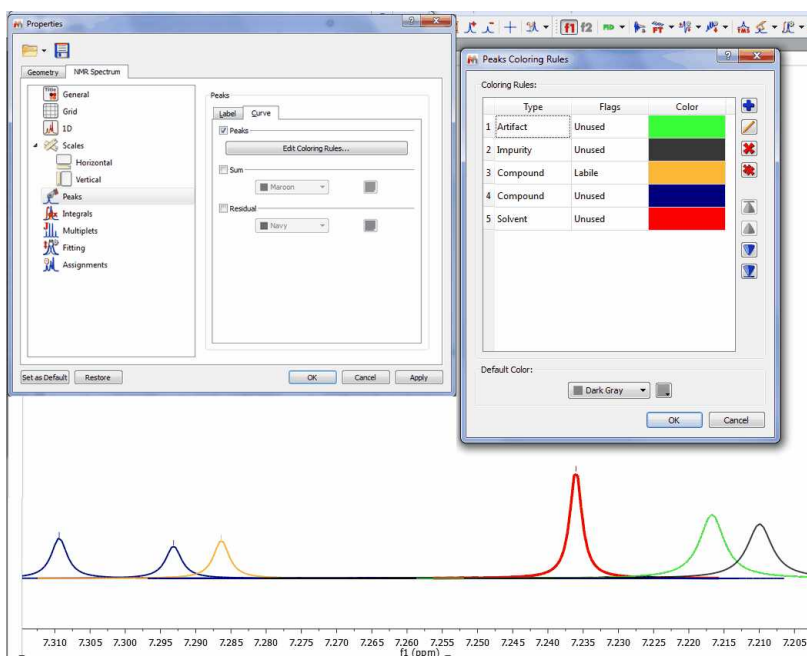 Properties
Geometry
NMR Spectrum
General
Grid
1D
Scales
Horizontal
Vertical
Peaks
Integrals
Multiplets
Fitting
Assignments
Peaks
Label
Curve
Peaks
Edit Coloring Rules...
Sum
Maroon
Residual
Navy
Set as Default
Restore
OK
Cancel
Apply
f1
f2
Peaks Coloring Rules
Coloring Rules:
Type Flags Color
1 Artifact Unused
2 Impurity Unused
3 Compound Labile
4 Compound Unused
5 Solvent Unused
Default Color:
Dark Gray
OK
Cancel
7.310 7.305 7.300 7.295 7.290 7.285 7.280 7.275 7.270 7.265 7.260 7.255 7.250 7.245 7.240 7.235 7.230 7.225 7.220 7.215 7.210 7.205
f1 (ppm)